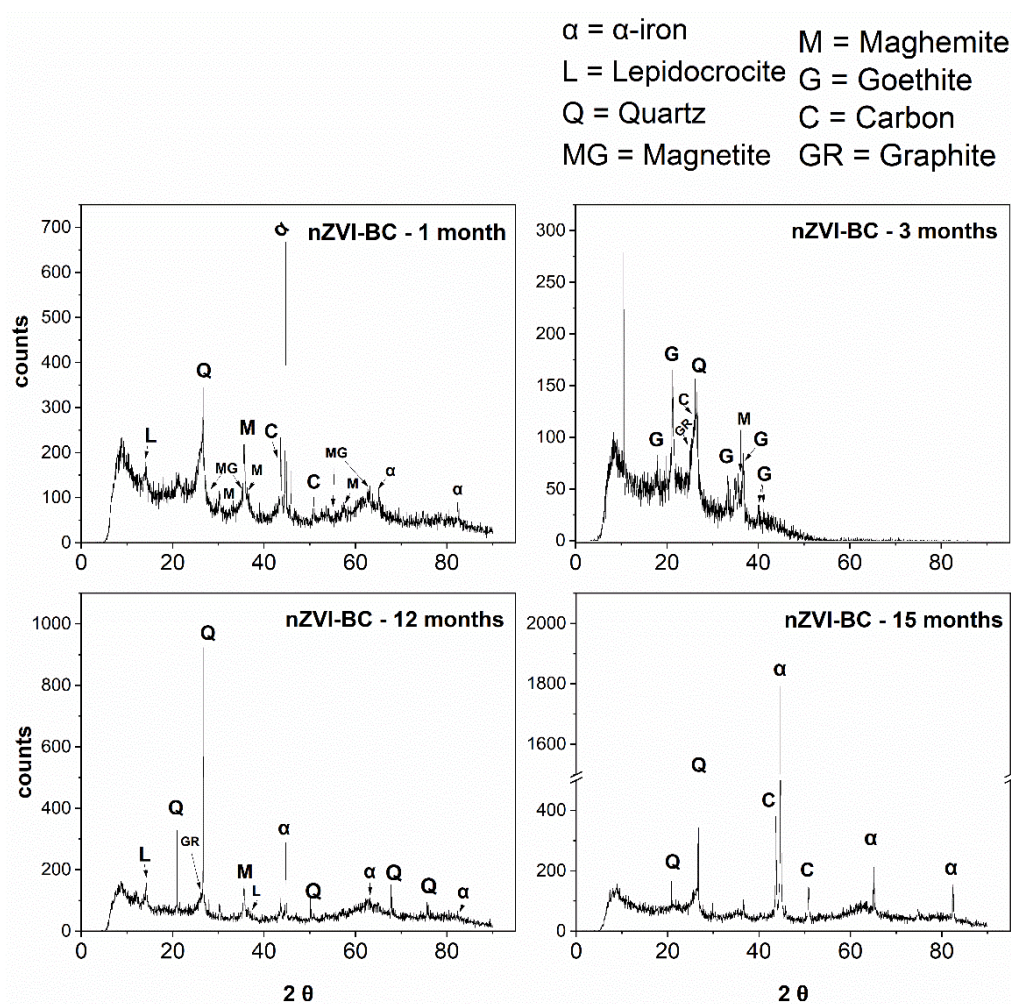 α = α-iron
L = Lepidocrocite
Q = Quartz
MG = Magnetite
M = Maghemite
G = Goethite
C = Carbon
GR = Graphite
nZVI-BC - 1 month
counts
700
600
500
400
300
200
100
0
0 20 40 60 80
L
Q
MG
M
M
M
C
α
C
MG
M
α
α
nZVI-BC - 3 months
300
250
200
150
100
50
0
0 20 40 60 80
G
G
Q
C
GR
G
M
G
G
nZVI-BC - 12 months
counts
1000
800
600
400
200
0
0 20 40 60 80
2 θ
L
Q
GR
Q
M
L
α
Q
α
Q
Q
α
nZVI-BC - 15 months
2000
1800
1600
400
200
0
0 20 40 60 80
2 θ
Q
Q
C
α
C
α
α